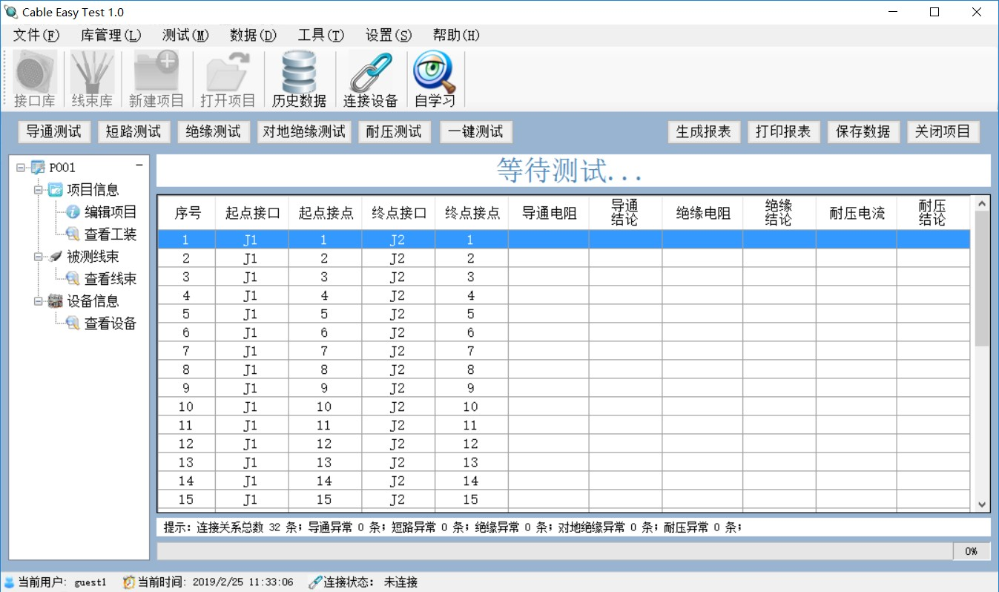 Cable Easy Test 1.0
文件(F) 库管理(L) 测试(M) 数据(D) 工具(T) 设置(S) 帮助(H)
接口库 线束库 新建项目 打开项目 历史数据 连接设备 自学习
导通测试 短路测试 绝缘测试 对地绝缘测试 耐压测试 一键测试 生成报表 打印报表 保存数据 关闭项目
P001
项目信息
编辑项目
查看工装
被测线束
查看线束
设备信息
查看设备
等待测试...
序号 起点接口 起点接点 终点接口 终点接点 导通电阻 导通结论 绝缘电阻 绝缘结论 耐压电流 耐压结论
1 J1 1 J2 1
2 J1 2 J2 2
3 J1 3 J2 3
4 J1 4 J2 4
5 J1 5 J2 5
6 J1 6 J2 6
7 J1 7 J2 7
8 J1 8 J2 8
9 J1 9 J2 9
10 J1 10 J2 10
11 J1 11 J2 11
12 J1 12 J2 12
13 J1 13 J2 13
14 J1 14 J2 14
15 J1 15 J2 15
提示: 连接关系总数 32 条; 导通异常 0 条; 短路异常 0 条; 绝缘异常 0 条; 对地绝缘异常 0 条; 耐压异常 0 条;
0%
当前用户: guest1 当前时间: 2019/2/25 11:33:06 连接状态: 未连接